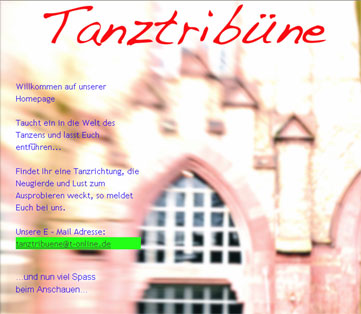 Tanztribüne
Willkommen auf unserer
Homepage
Taucht ein in die Welt des
Tanzens und lasst Euch
entführen...
Findet Ihr eine Tanzrichtung, die
Neugierde und Lust zum
Ausprobieren weckt, so meldet
Euch bei uns.
Unsere E - Mail Adresse:
tanztribuene@t-online.de
...und nun viel Spass
beim Anschauen...